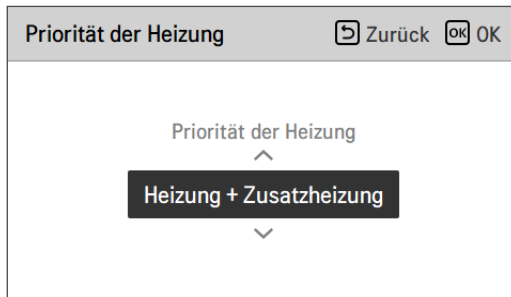 Priorität der Heizung Zurück OK OK
Priorität der Heizung
Heizung + Zusatzheizung